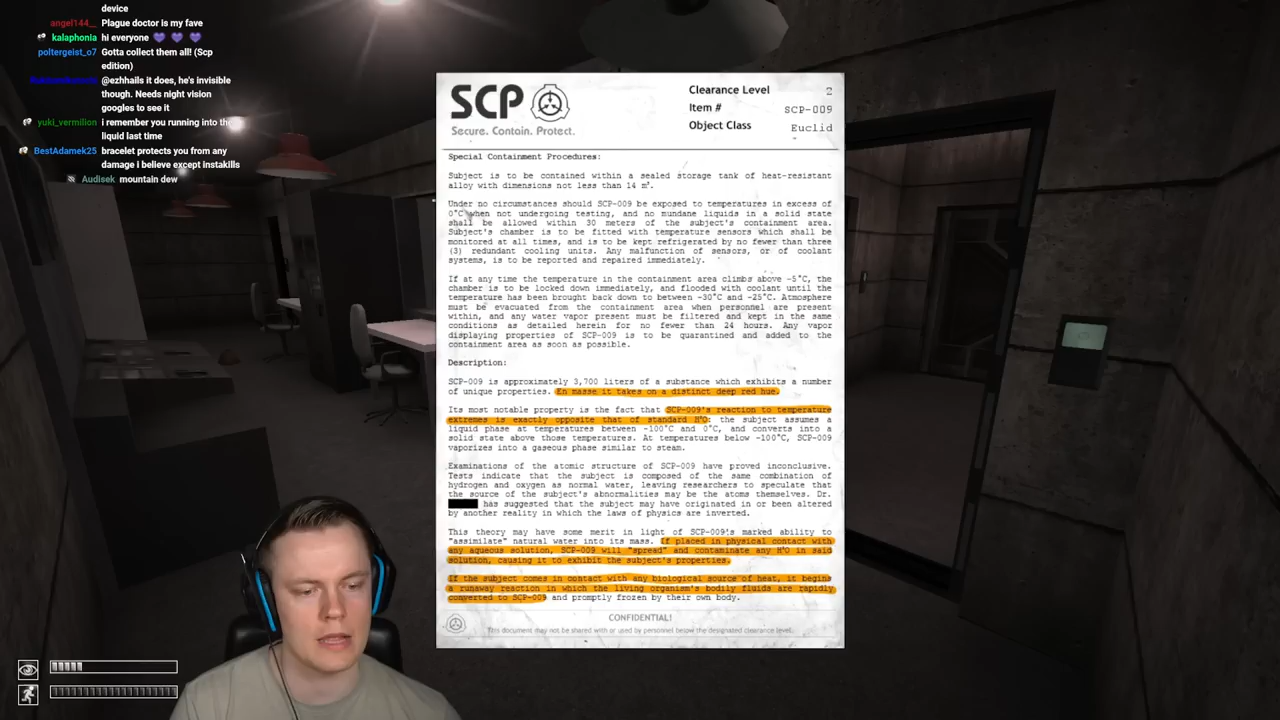 device
angel144__ Plague doctor is my fave
kalaphonia hi everyone
poltergeist_o7 Gotta collect them all! (Scp
edition)
@ezhhails it does, he's invisible
though. Needs night vision
googles to see it
yuki_vermilion i remember you running into the
liquid last time
BestAdamek25 bracelet protects you from any
damage i believe except instakills
Audisek mountain dew
SCP
Secure. Contain. Protect.
Clearance Level 2
Item # SCP-009
Object Class Euclid
Special Containment Procedures:
Subject is to be contained within a sealed storage tank of heat-resistant
alloy with dimensions not less than 14 m³.
Under no circumstances should SCP-009 be exposed to temperatures in excess of
0°C when not undergoing testing, and no mundane liquids in a solid state
shall be allowed within 30 meters of the subject's containment area.
Subject's chamber is to be fitted with temperature sensors which shall be
monitored at all times, and is to be kept refrigerated by no fewer than three
(3) redundant cooling units. Any malfunction of sensors, or of coolant
systems, is to be reported and repaired immediately.
If at any time the temperature in the containment area climbs above -5°C, the
chamber is to be locked down immediately, and flooded with coolant until the
temperature has been brought back down to between -30°C and -25°C. Atmosphere
must be evacuated from the containment area when personnel are present
within, and any water vapor present must be filtered and kept in the same
conditions as detailed herein for no fewer than 24 hours. Any vapor
displaying properties of SCP-009 is to be quarantined and added to the
containment area as soon as possible.
Description:
SCP-009 is approximately 3,700 liters of a substance which exhibits a number
of unique properties. En masse it takes on a distinct deep red hue.
Its most notable property is the fact that SCP-009's reaction to temperature
extremes is exactly opposite that of standard H²O: the subject assumes a
liquid phase at temperatures between -100°C and 0°C, and converts into a
solid state above those temperatures. At temperatures below -100°C, SCP-009
vaporizes into a gaseous phase similar to steam.
Examinations of the atomic structure of SCP-009 have proved inconclusive.
Tests indicate that the subject is composed of the same combination of
hydrogen and oxygen as normal water, leaving researchers to speculate that
the source of the subject's abnormalities may be the atoms themselves. Dr.
has suggested that the subject may have originated in or been altered
by another reality in which the laws of physics are inverted.
This theory may have some merit in light of SCP-009's marked ability to
"assimilate" natural water into its mass. If placed in physical contact with
any aqueous solution, SCP-009 will "spread" and contaminate any H²O in said
solution, causing it to exhibit the subject's properties.
If the subject comes in contact with any biological source of heat, it begins
a runaway reaction in which the living organism's bodily fluids are rapidly
converted to SCP-009 and promptly frozen by their own body.
CONFIDENTIAL!
This document may not be shared with or used by personnel below the designated clearance level.